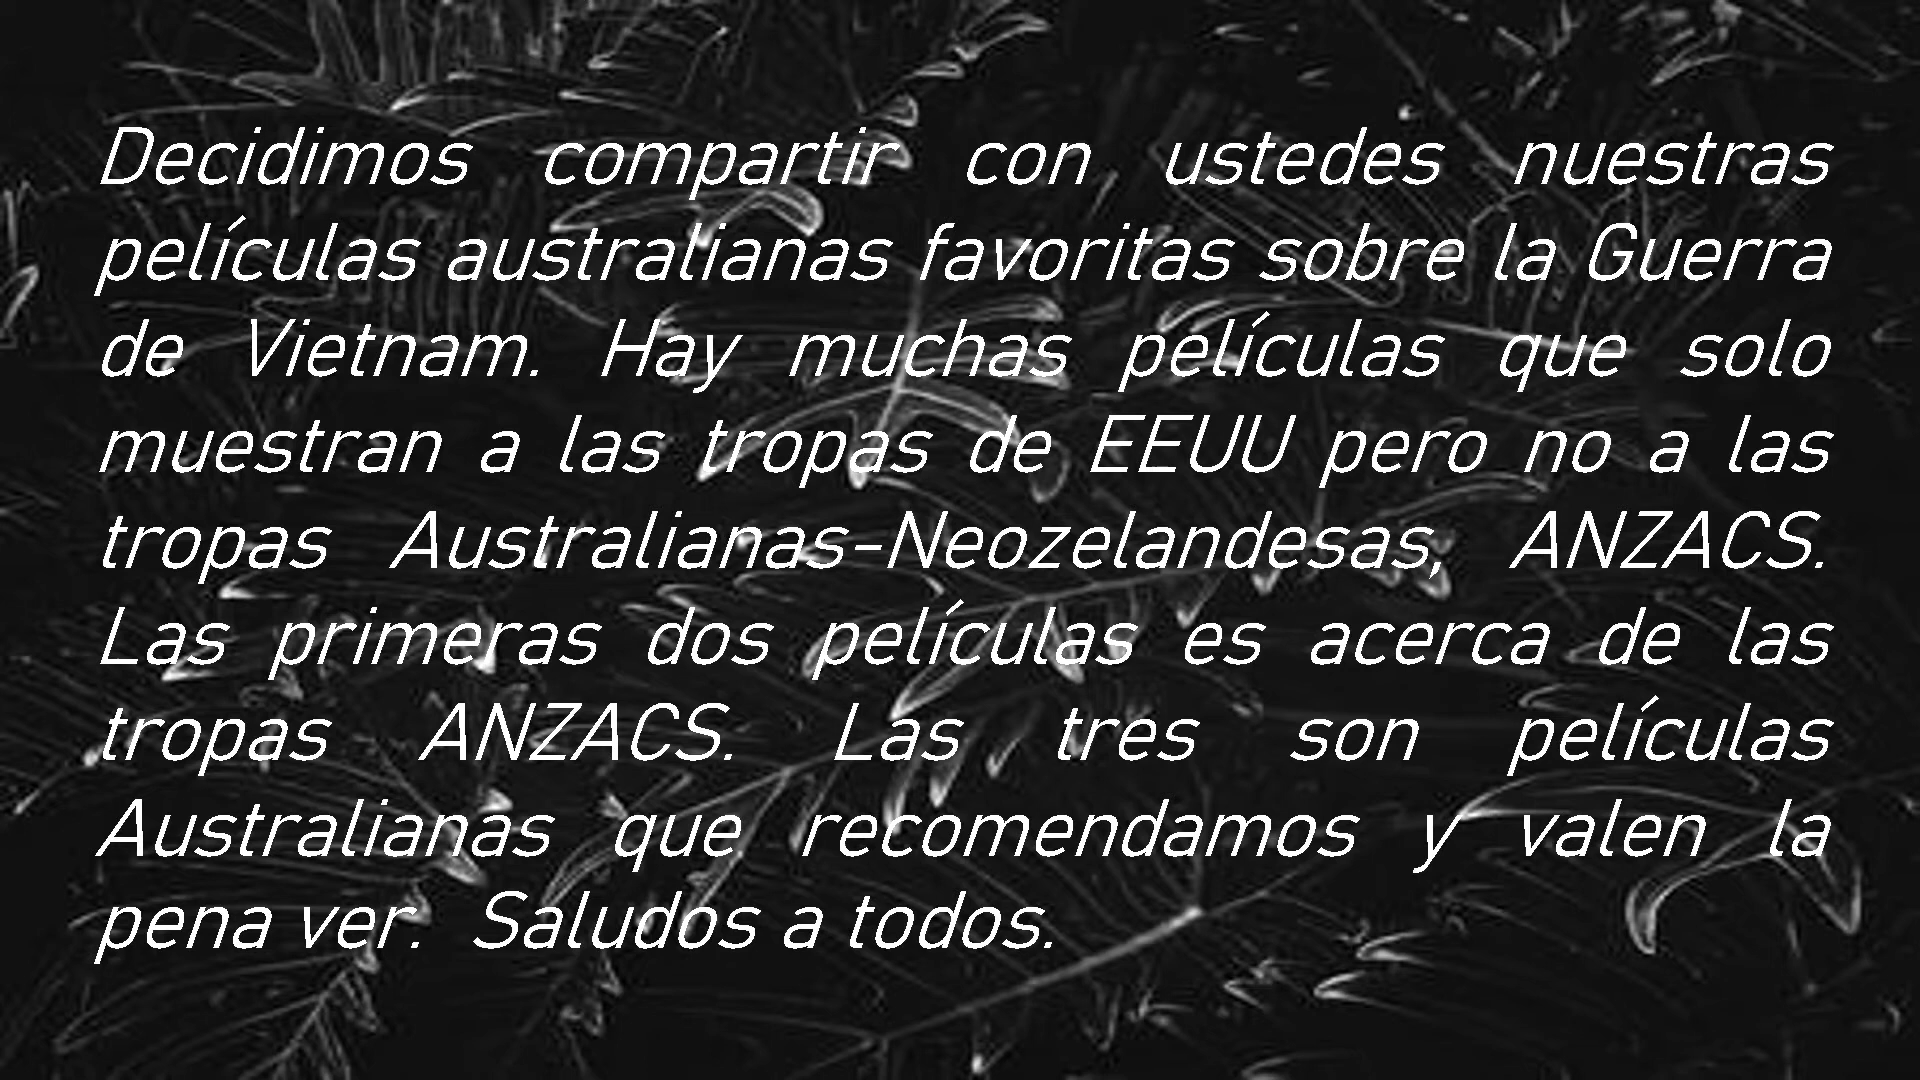 Decidimos compartir con ustedes nuestras
películas australianas favoritas sobre la Guerra
de Vietnam. Hay muchas películas que solo
muestran a las tropas de EEUU pero no a las
tropas Australianas-Neozelandesas, ANZACS.
Las primeras dos películas es acerca de las
tropas ANZACS. Las tres son películas
Australianas que recomendamos y valen la
pena ver. Saludos a todos.